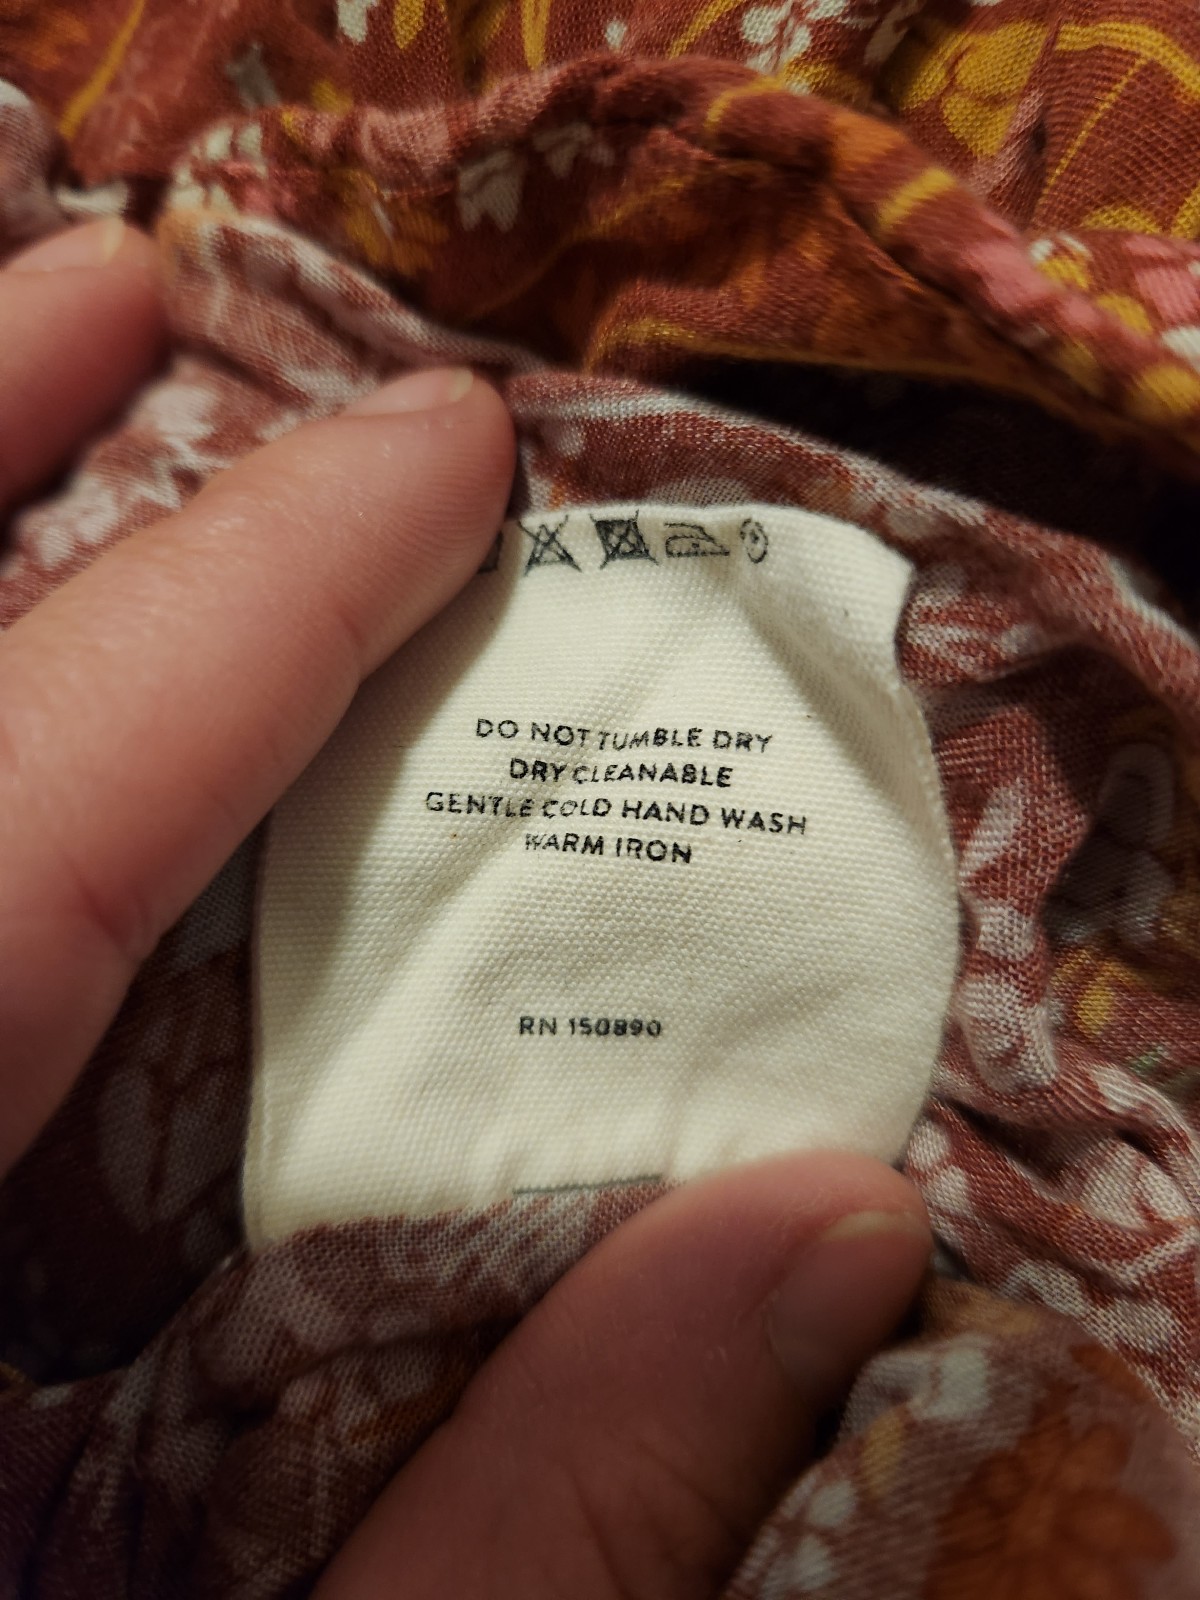 DO NOT TUMBLE DRY
DRY CLEANABLE
GENTLE COLD HAND WASH
WARM IRON
RN 150890